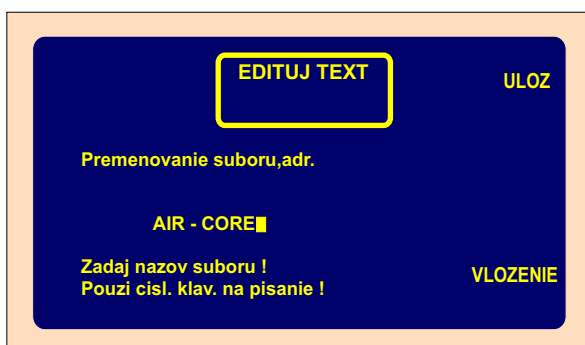 EDITUJ TEXT
ULOZ
Premenovanie suboru,adr.
AIR - CORE
Zadaj nazov suboru !
Pouzi cisl. klav. na pisanie !
VLOZENIE